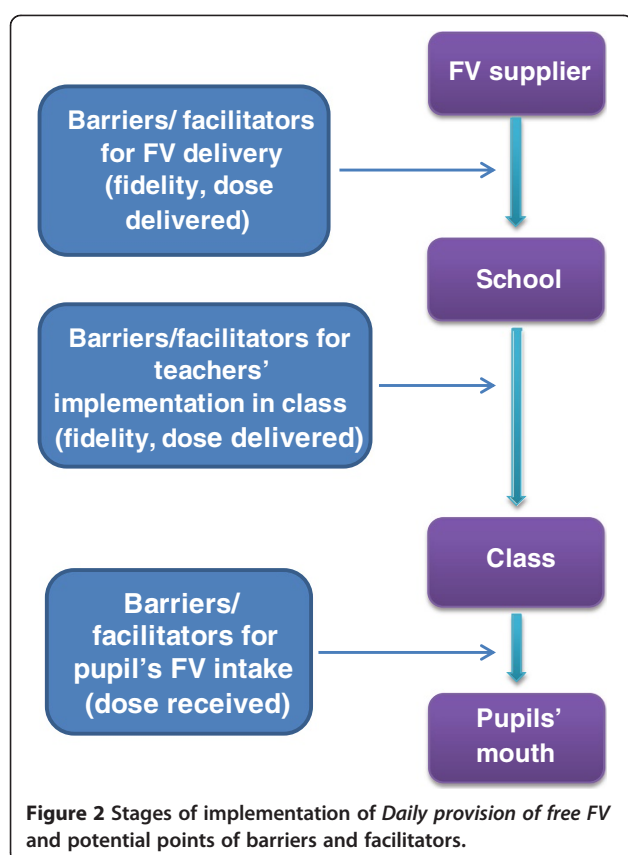 FV supplier
Barriers/ facilitators
for FV delivery
(fidelity, dose
delivered)
School
Barriers/facilitators for
teachers'
implementation in class
(fidelity, dose delivered)
Class
Barriers/
facilitators for
pupil's FV intake
(dose received)
Pupils'
mouth
Figure 2 Stages of implementation of Daily provision of free FV
and potential points of barriers and facilitators.